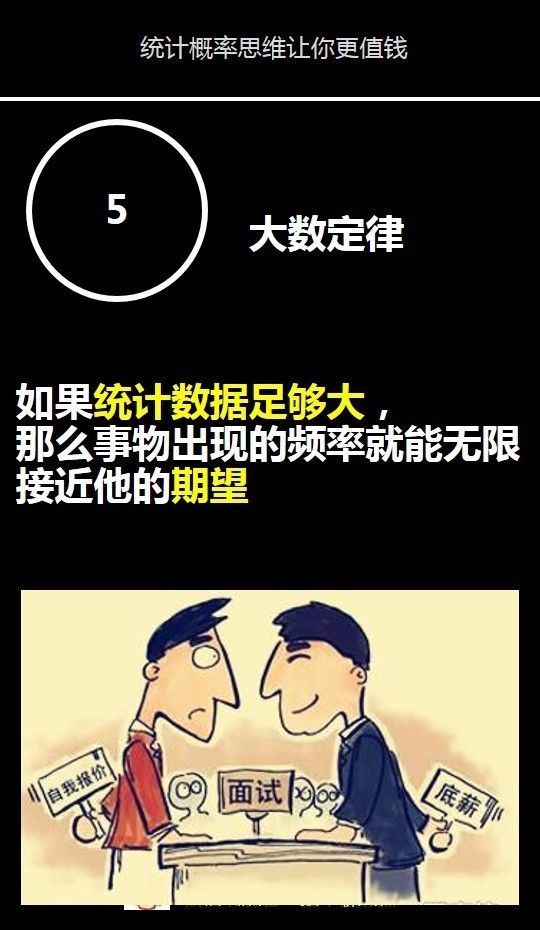 统计概率思维让你更值钱
5
大数定律
如果统计数据足够大，
那么事物出现的频率就能无限
接近他的期望
自我报价
面试
底薪